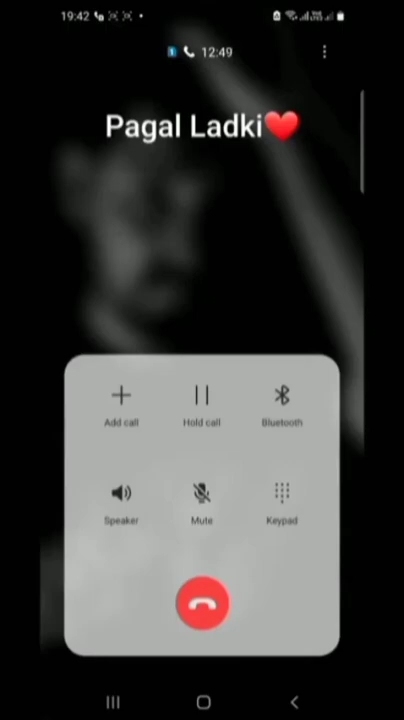 19:42
12:49
Pagal Ladki❤️
Add call
Hold call
Bluetooth
Speaker
Mute
Keypad